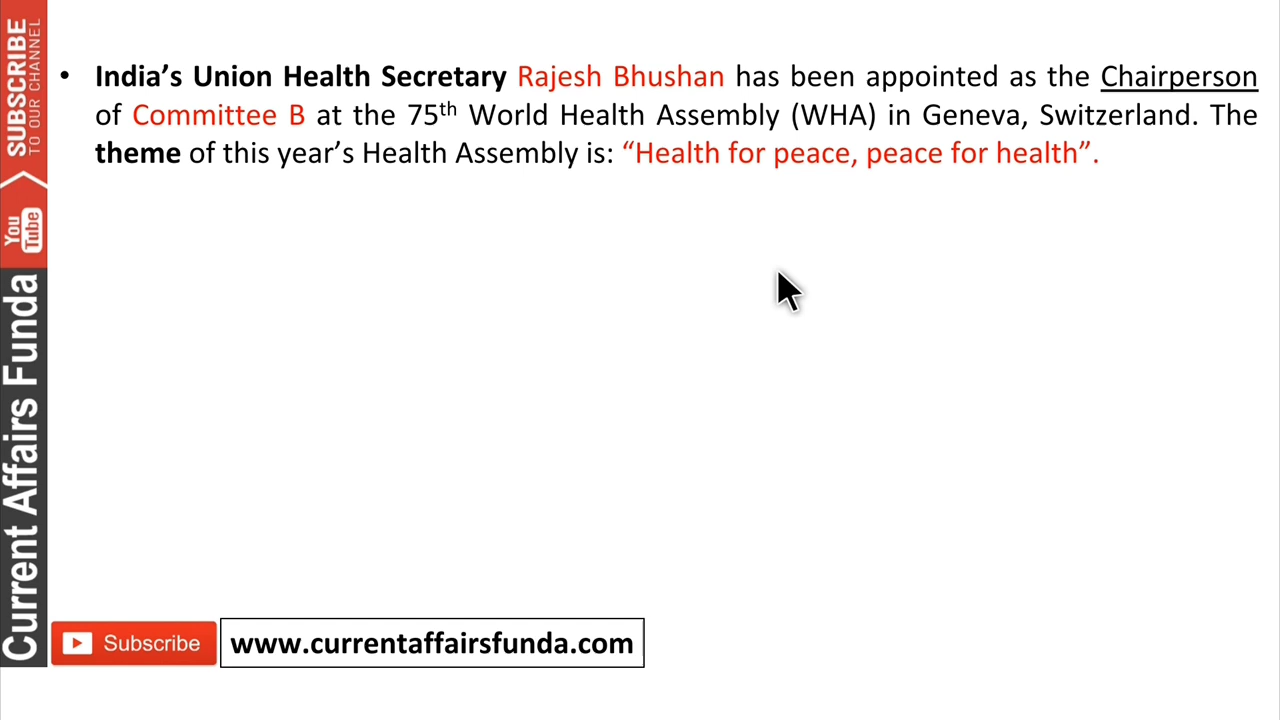 SUBSCRIBE
TO OUR CHANNEL
You
Tube
Current Affairs Funda
• India’s Union Health Secretary Rajesh Bhushan has been appointed as the Chairperson
of Committee B at the 75th World Health Assembly (WHA) in Geneva, Switzerland. The
theme of this year’s Health Assembly is: “Health for peace, peace for health”.
Subscribe
www.currentaffairsfunda.com